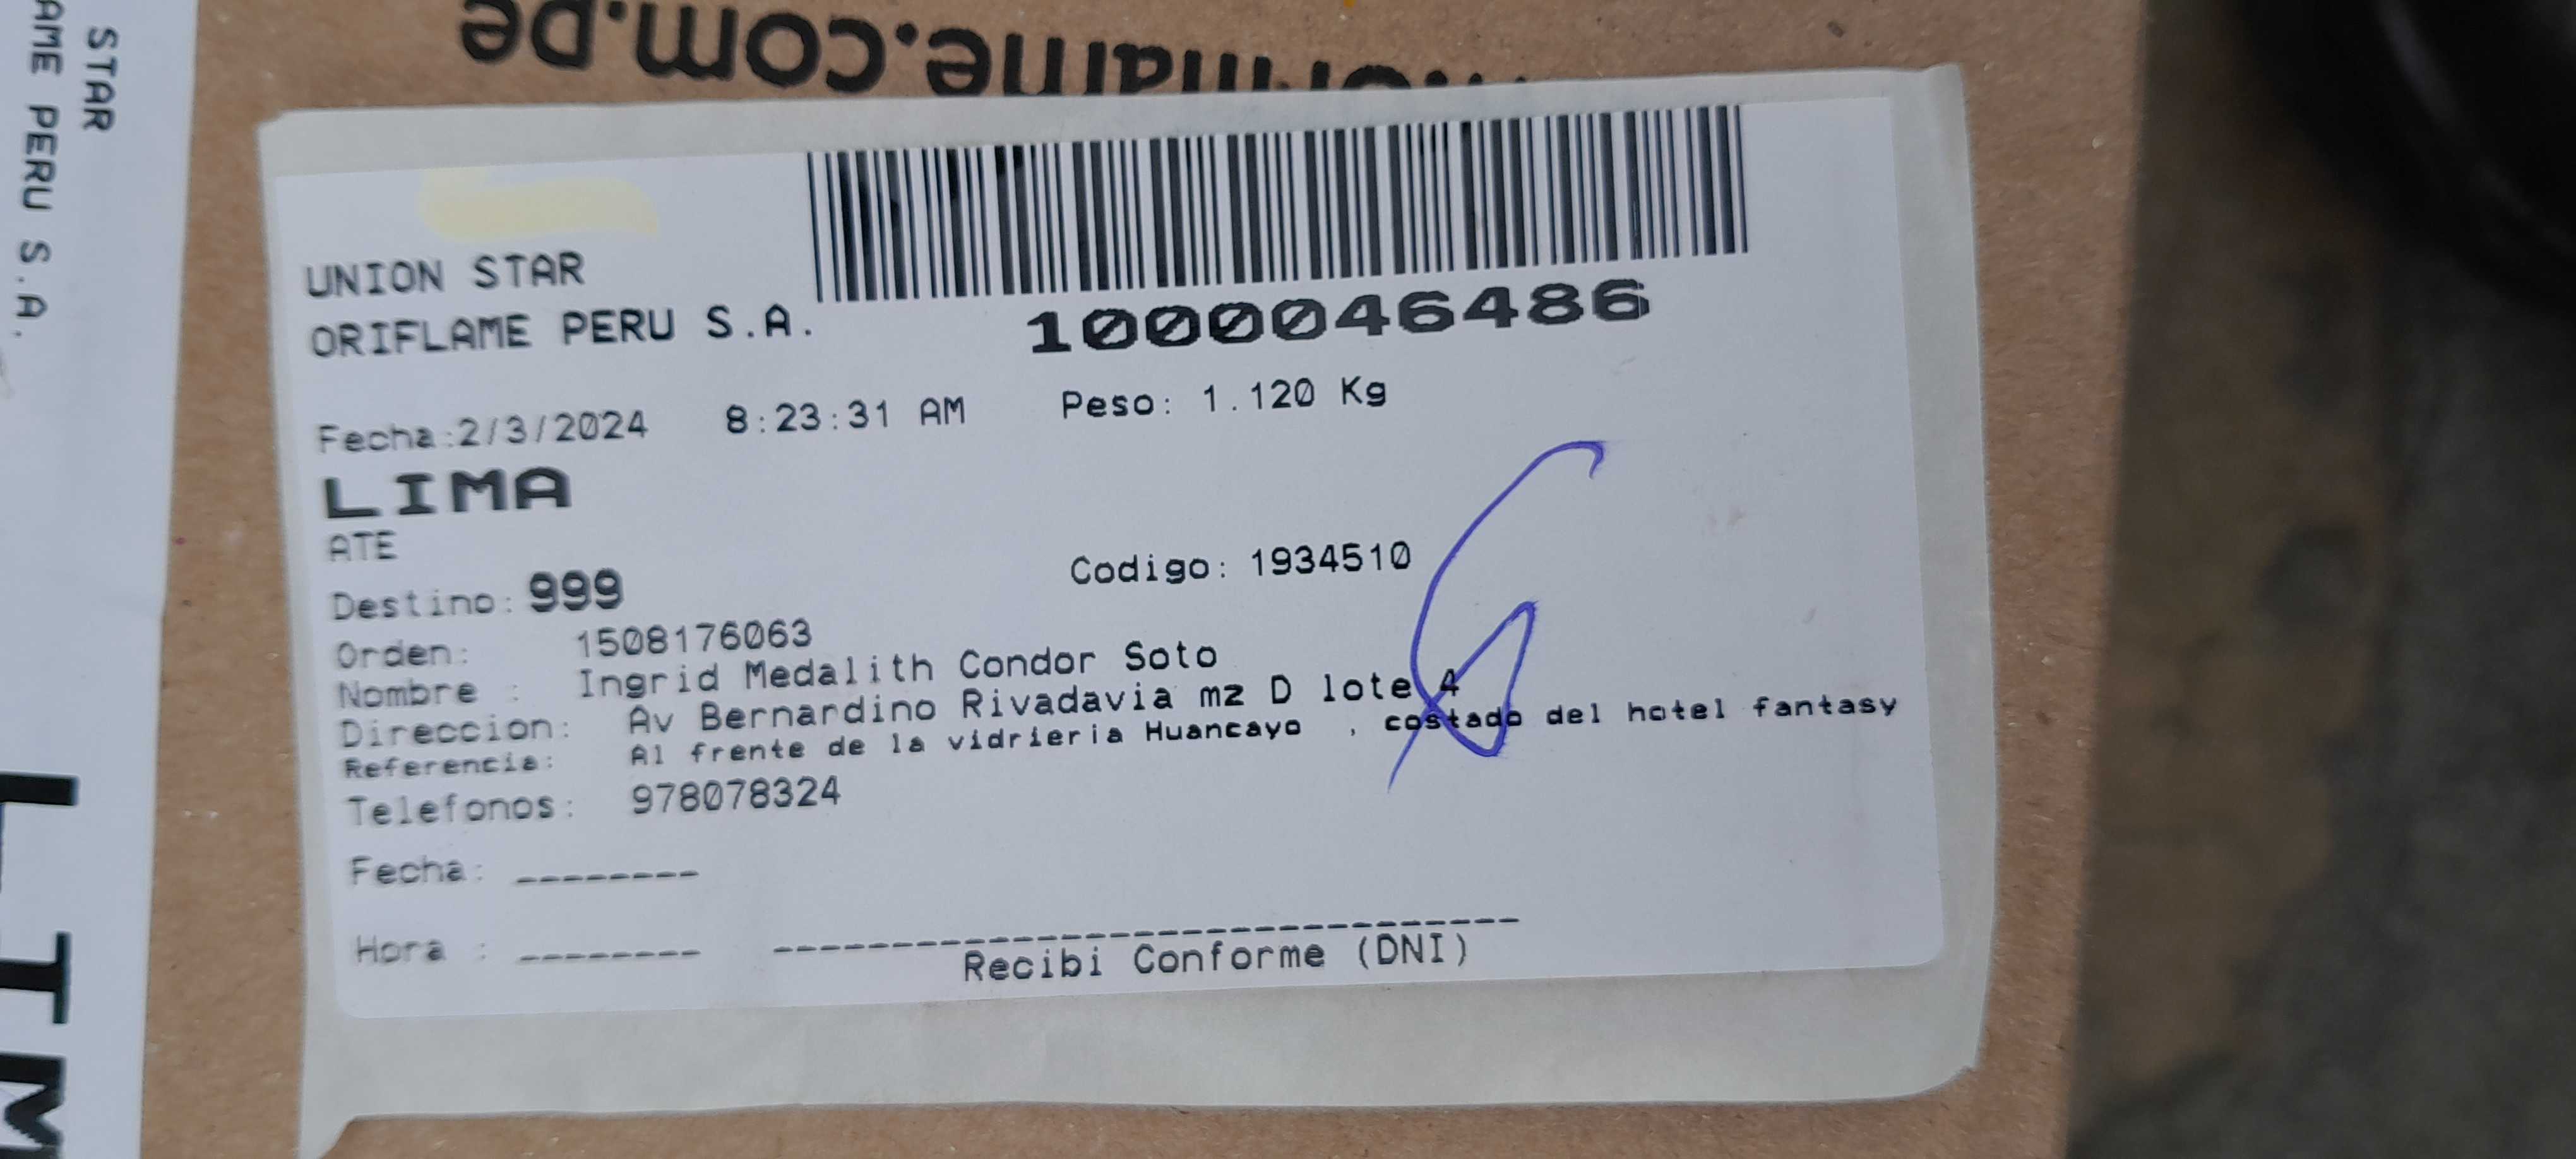 STAR
AME PERU S.A.
LIM
.com.pe
UNION STAR
ORIFLAME PERU S.A.
1000046486
Fecha:2/3/2024 8:23:31 AM Peso: 1.120 Kg
LIMA
ATE
Destino: 999 Codigo: 1934510
Orden: 1508176063
Nombre : Ingrid Medalith Condor Soto
Direccion: Av Bernardino Rivadavia mz D lote 4
Referencia: Al frente de la vidrieria Huancayo , costado del hotel fantasy
Telefonos: 978078324
Fecha: --------
Hora : --------
Recibi Conforme (DNI)